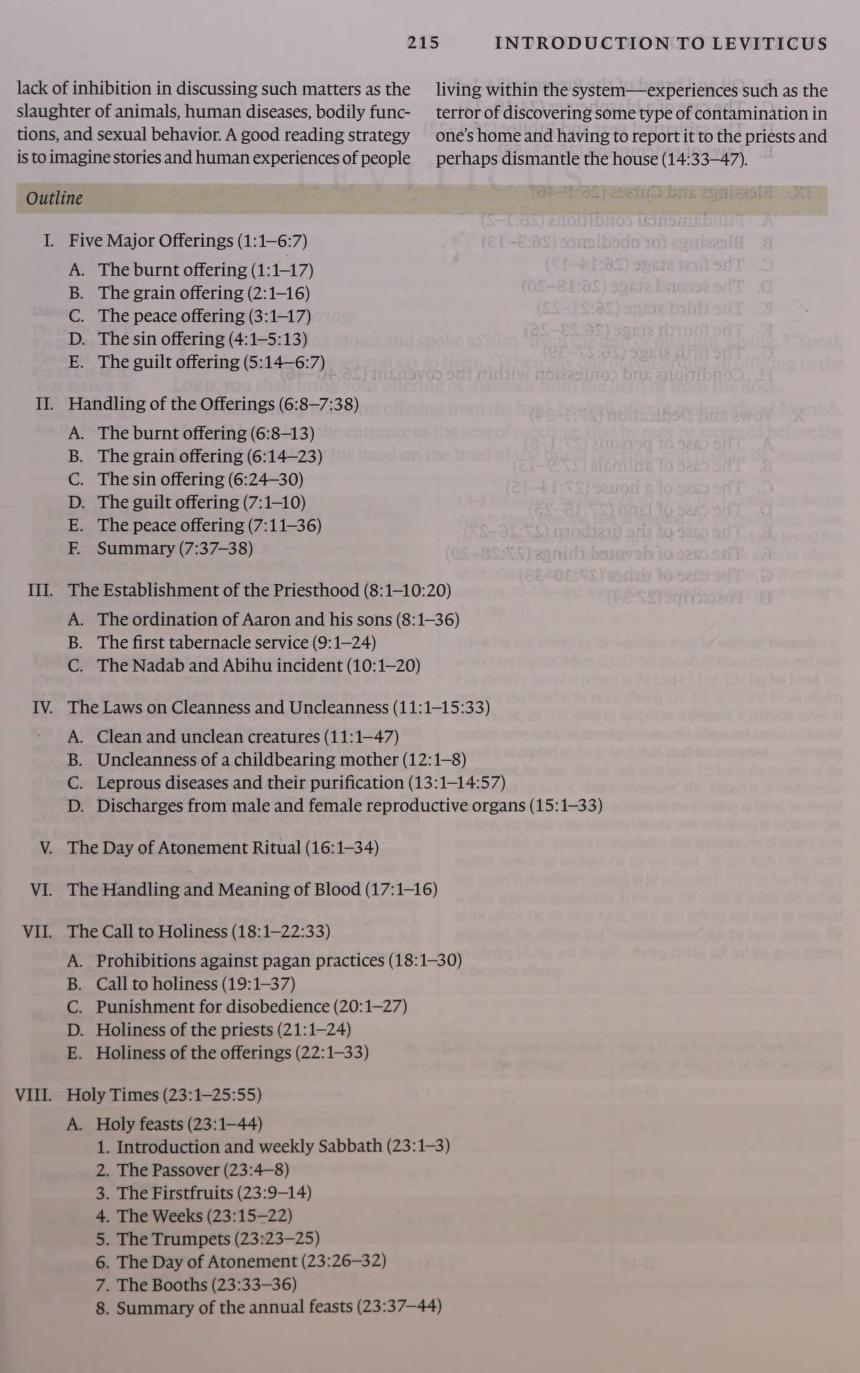 215 INTRODUCTION TO LEVITICUS
lack of inhibition in discussing such matters as the
slaughter of animals, human diseases, bodily func-
tions, and sexual behavior. A good reading strategy
is to imagine stories and human experiences of people
living within the system—experiences such as the
terror of discovering some type of contamination in
one's home and having to report it to the priests and
perhaps dismantle the house (14:33–47).
Outline
I. Five Major Offerings (1:1–6:7)
A. The burnt offering (1:1–17)
B. The grain offering (2:1–16)
C. The peace offering (3:1–17)
D. The sin offering (4:1–5:13)
E. The guilt offering (5:14–6:7)
II. Handling of the Offerings (6:8–7:38)
A. The burnt offering (6:8–13)
B. The grain offering (6:14–23)
C. The sin offering (6:24–30)
D. The guilt offering (7:1–10)
E. The peace offering (7:11–36)
F. Summary (7:37–38)
III. The Establishment of the Priesthood (8:1–10:20)
A. The ordination of Aaron and his sons (8:1–36)
B. The first tabernacle service (9:1–24)
C. The Nadab and Abihu incident (10:1–20)
IV. The Laws on Cleanness and Uncleanness (11:1–15:33)
A. Clean and unclean creatures (11:1–47)
B. Uncleanness of a childbearing mother (12:1–8)
C. Leprous diseases and their purification (13:1–14:57)
D. Discharges from male and female reproductive organs (15:1–33)
V. The Day of Atonement Ritual (16:1–34)
VI. The Handling and Meaning of Blood (17:1–16)
VII. The Call to Holiness (18:1–22:33)
A. Prohibitions against pagan practices (18:1–30)
B. Call to holiness (19:1–37)
C. Punishment for disobedience (20:1–27)
D. Holiness of the priests (21:1–24)
E. Holiness of the offerings (22:1–33)
VIII. Holy Times (23:1–25:55)
A. Holy feasts (23:1–44)
1. Introduction and weekly Sabbath (23:1–3)
2. The Passover (23:4–8)
3. The Firstfruits (23:9–14)
4. The Weeks (23:15–22)
5. The Trumpets (23:23–25)
6. The Day of Atonement (23:26–32)
7. The Booths (23:33–36)
8. Summary of the annual feasts (23:37–44)